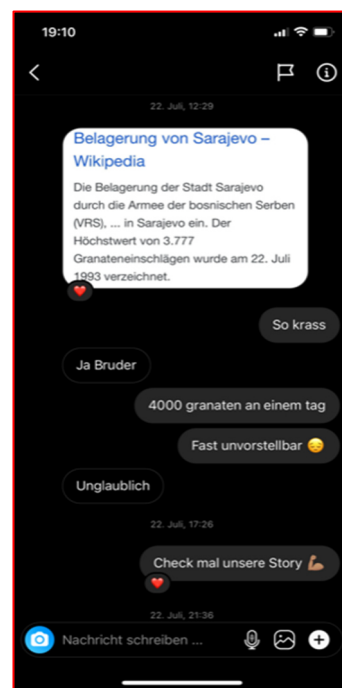 19:10
22. Juli, 12:29
Belagerung von Sarajevo –
Wikipedia
Die Belagerung der Stadt Sarajevo
durch die Armee der bosnischen Serben
(VRS), ... in Sarajevo ein. Der
Höchstwert von 3.777
Granateneinschlägen wurde am 22. Juli
1993 verzeichnet.
So krass
Ja Bruder
4000 granaten an einem tag
Fast unvorstellbar 😔
Unglaublich
22. Juli, 17:26
Check mal unsere Story 💪🏽
22. Juli, 21:36
Nachricht schreiben ...